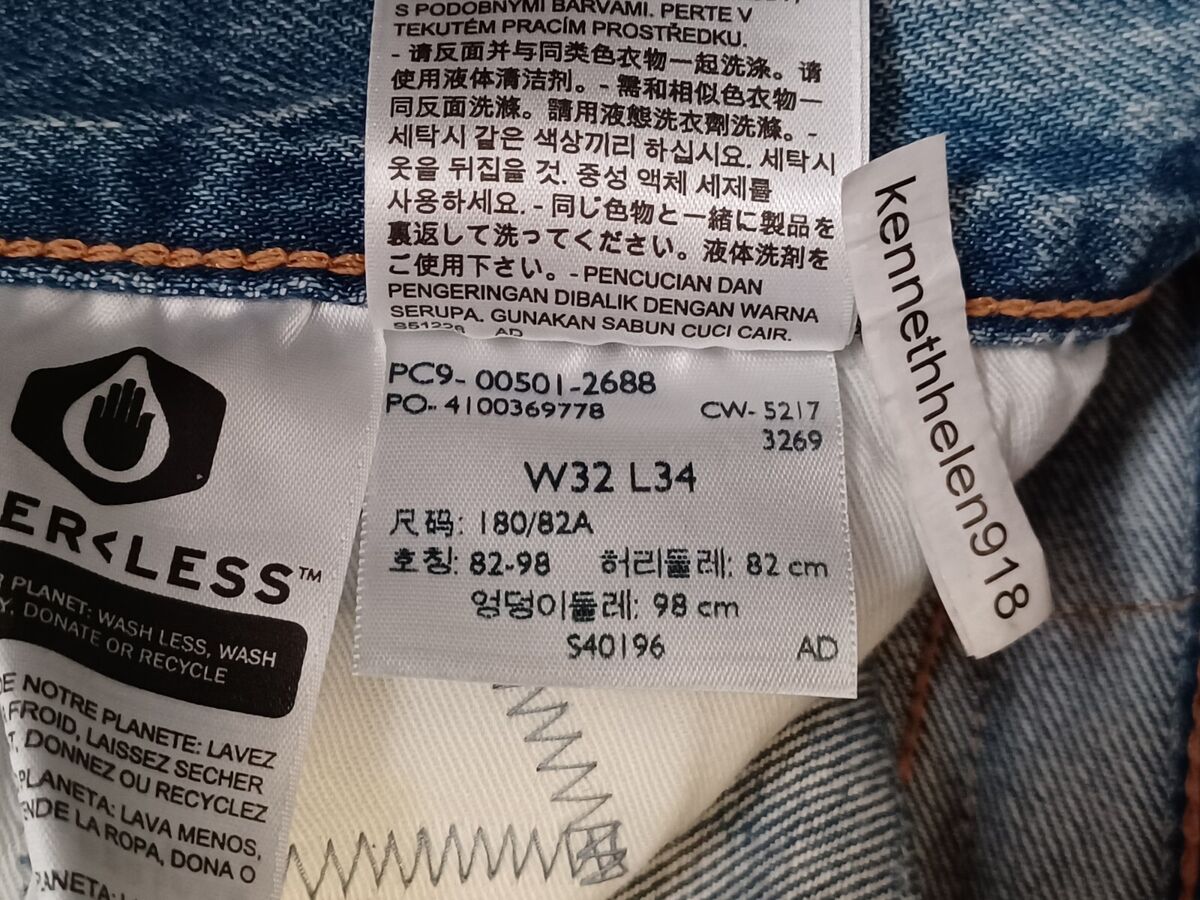 S PODOBNÝMI BARVAMI. PERTE V
TEKUTÉM PRACÍM PROSTŘEDKU.
- 请反面并与同类色衣物一起洗涤。请
使用液体清洁剂。- 需和相似色衣物一
同反面洗滌。請用液態洗衣劑洗滌。-
세탁시 같은 색상끼리 하십시요. 세탁시
옷을 뒤집을 것. 중성 액체 세제를
사용하세요. - 同じ色物と一緒に製品を
裏返して洗ってください。液体洗剤を
ご使用下さい。- PENCUCIAN DAN
PENGERINGAN DIBALIK DENGAN WARNA
SERUPA. GUNAKAN SABUN CUCI CAIR.
S51226 AD
PC9- 00501-2688
PO- 4100369778 CW- 5217
3269
W32 L34
尺码: 180/82A
호칭: 82-98 허리둘레: 82 cm
엉덩이둘레: 98 cm
S40196 AD
kennethhelen918
ER<LESS™
PLANET: WASH LESS, WASH
Y, DONATE OR RECYCLE
DE NOTRE PLANETE: LAVEZ
FROID, LAISSEZ SECHER
DONNEZ OU RECYCLEZ
PLANETA: LAVA MENOS,
ENDE LA ROPA, DONA O
PLANETA: